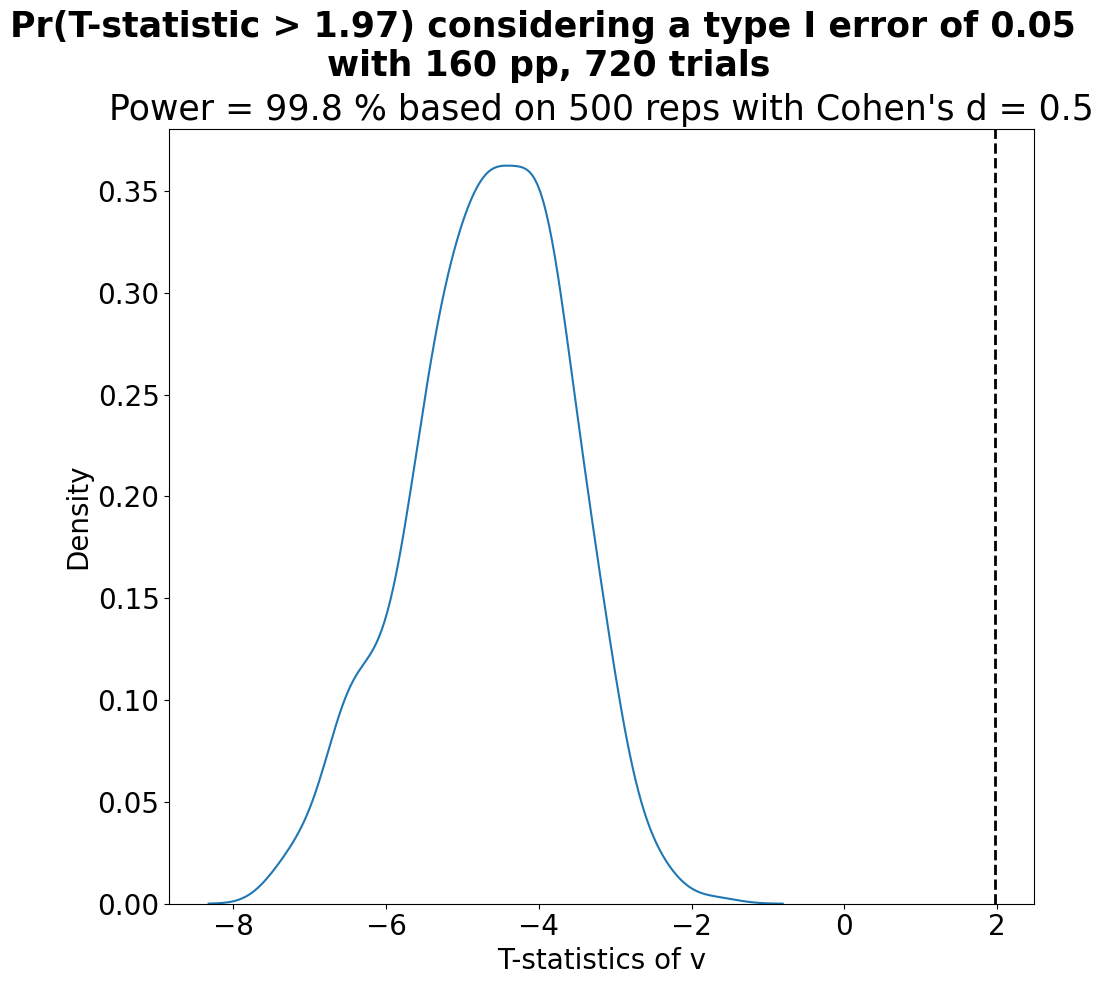 Pr(T-statistic > 1.97) considering a type I error of 0.05
with 160 pp, 720 trials
Power = 99.8 % based on 500 reps with Cohen's d = 0.5
0.35
0.30
0.25
0.20
0.15
0.10
0.05
0.00
Density
−8
−6
−4
−2
0
2
T-statistics of v